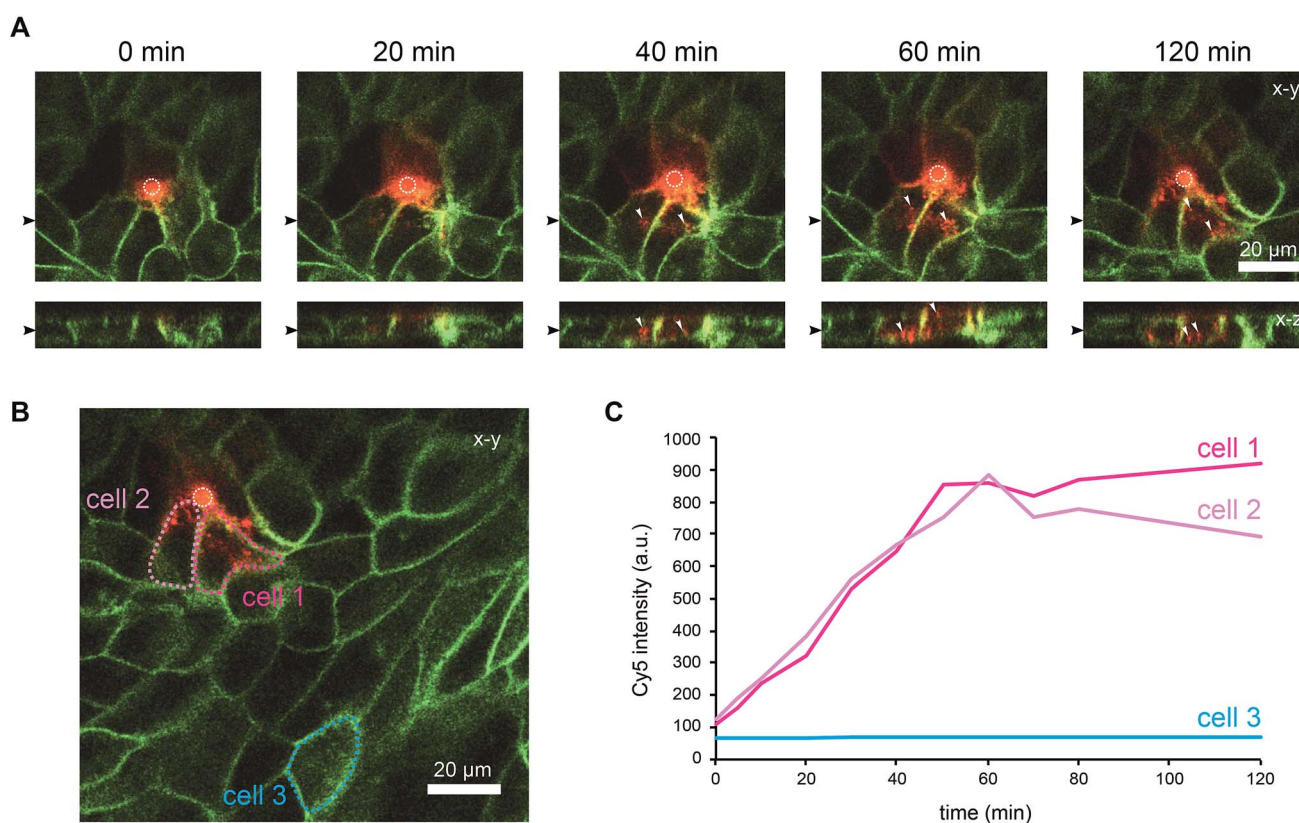 A
0 min 20 min 40 min 60 min 120 min
x-y
20 µm
x-z
B
x-y
cell 2
cell 1
cell 3
20 µm
C
1000
900
800
700
600
500
400
300
200
100
0
Cy5 intensity (a.u.)
cell 1
cell 2
cell 3
0 20 40 60 80 100 120
time (min)